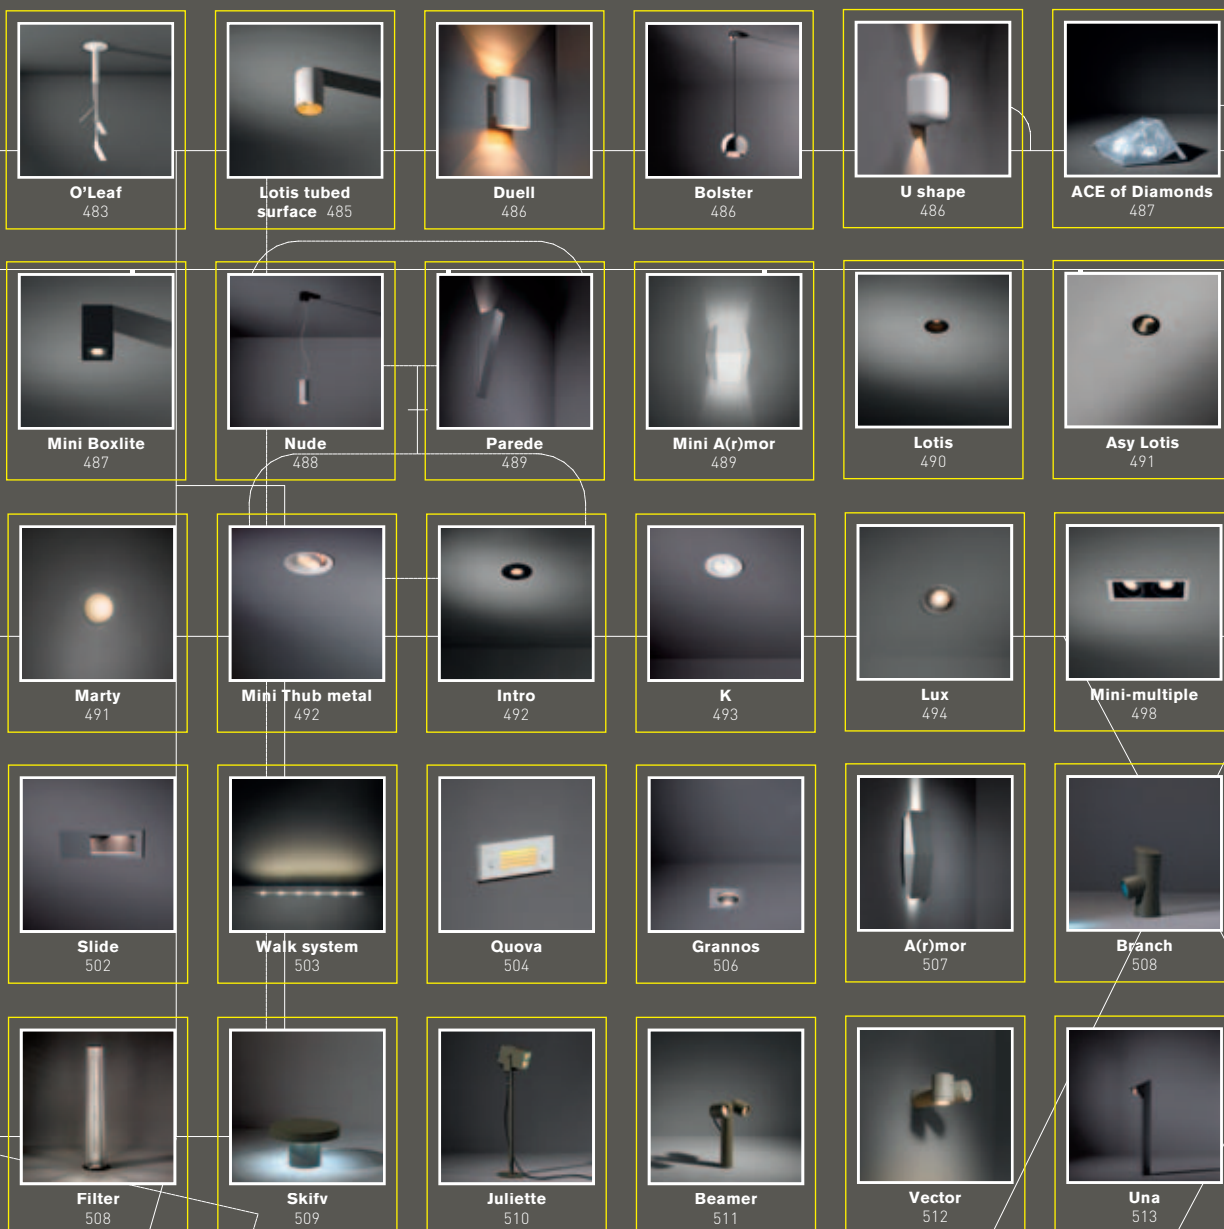 O'Leaf
483
Lotis tubed
surface 485
Duell
486
Bolster
486
U shape
486
ACE of Diamonds
487
Mini Boxlite
487
Nude
488
Parede
489
Mini A(r)mor
489
Lotis
490
Asy Lotis
491
Marty
491
Mini Thub metal
492
Intro
492
K
493
Lux
494
Mini-multiple
498
Slide
502
Walk system
503
Quova
504
Grannos
506
A(r)mor
507
Branch
508
Filter
508
Skifv
509
Juliette
510
Beamer
511
Vector
512
Una
513